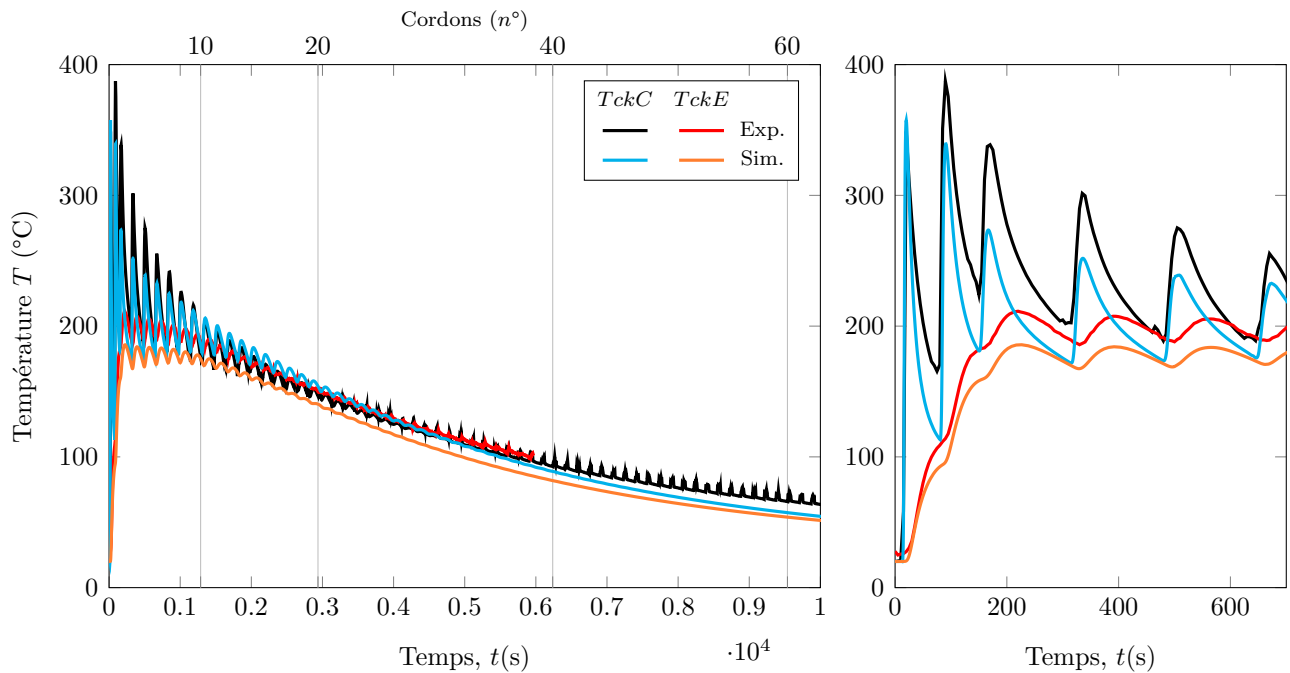 Cordons (n°)
10 20 40 60
Température T (°C)
400
300
200
100
0
TckC TckE
Exp.
Sim.
0 0.1 0.2 0.3 0.4 0.5 0.6 0.7 0.8 0.9 1
·10⁴
Temps, t(s)
400
300
200
100
0
0 200 400 600
Temps, t(s)